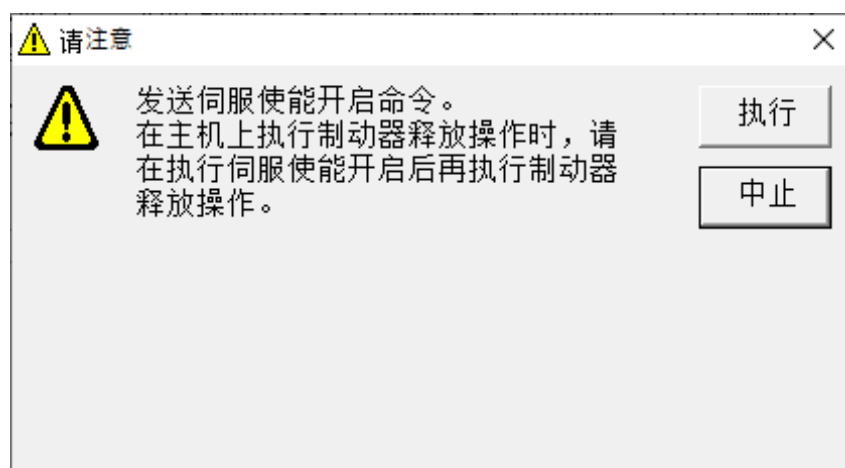 请注意
发送伺服使能开启命令。
在主机上执行制动器释放操作时，请
在执行伺服使能开启后再执行制动器
释放操作。
执行
中止